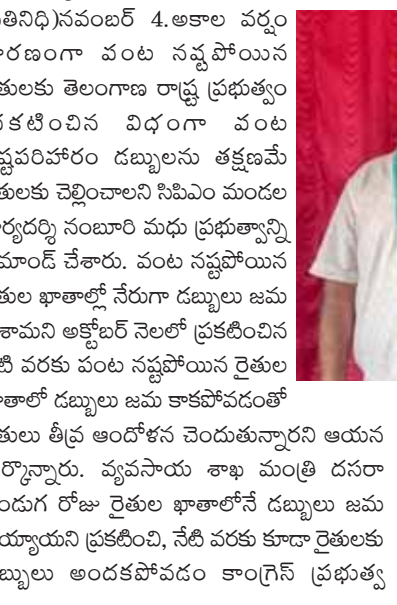 తినిధి)నవంబర్ 4.అకాల వర్షం
రణంగా వంట నష్టపోయిన
తులకు తెలంగాణ రాష్ట్ర ప్రభుత్వం
కటించిన విధంగా వంట
ష్టపరిహారం డబ్బులను తక్షణమే
తులకు చెల్లించాలని సిపిఎం మండల
ర్యదర్శి నంబూరి మధు ప్రభుత్వాన్ని
మాండ్ చేశారు. వంట నష్టపోయిన
తుల ఖాతాల్లో నేరుగా డబ్బులు జమ
శామని అక్టోబర్ నెలలో ప్రకటించిన
టి వరకు పంట నష్టపోయిన రైతుల
తాలో డబ్బులు జమ కాకపోవడంతో
తులు తీవ్ర ఆందోళన చెందుతున్నారని ఆయన
ర్కొన్నారు. వ్యవసాయ శాఖ మంత్రి దసరా
ండుగ రోజు రైతుల ఖాతాలోనే డబ్బులు జమ
య్యాయని ప్రకటించి, నేటి వరకు కూడా రైతులకు
బ్బులు అందకపోవడం కాంగ్రెస్ ప్రభుత్వ